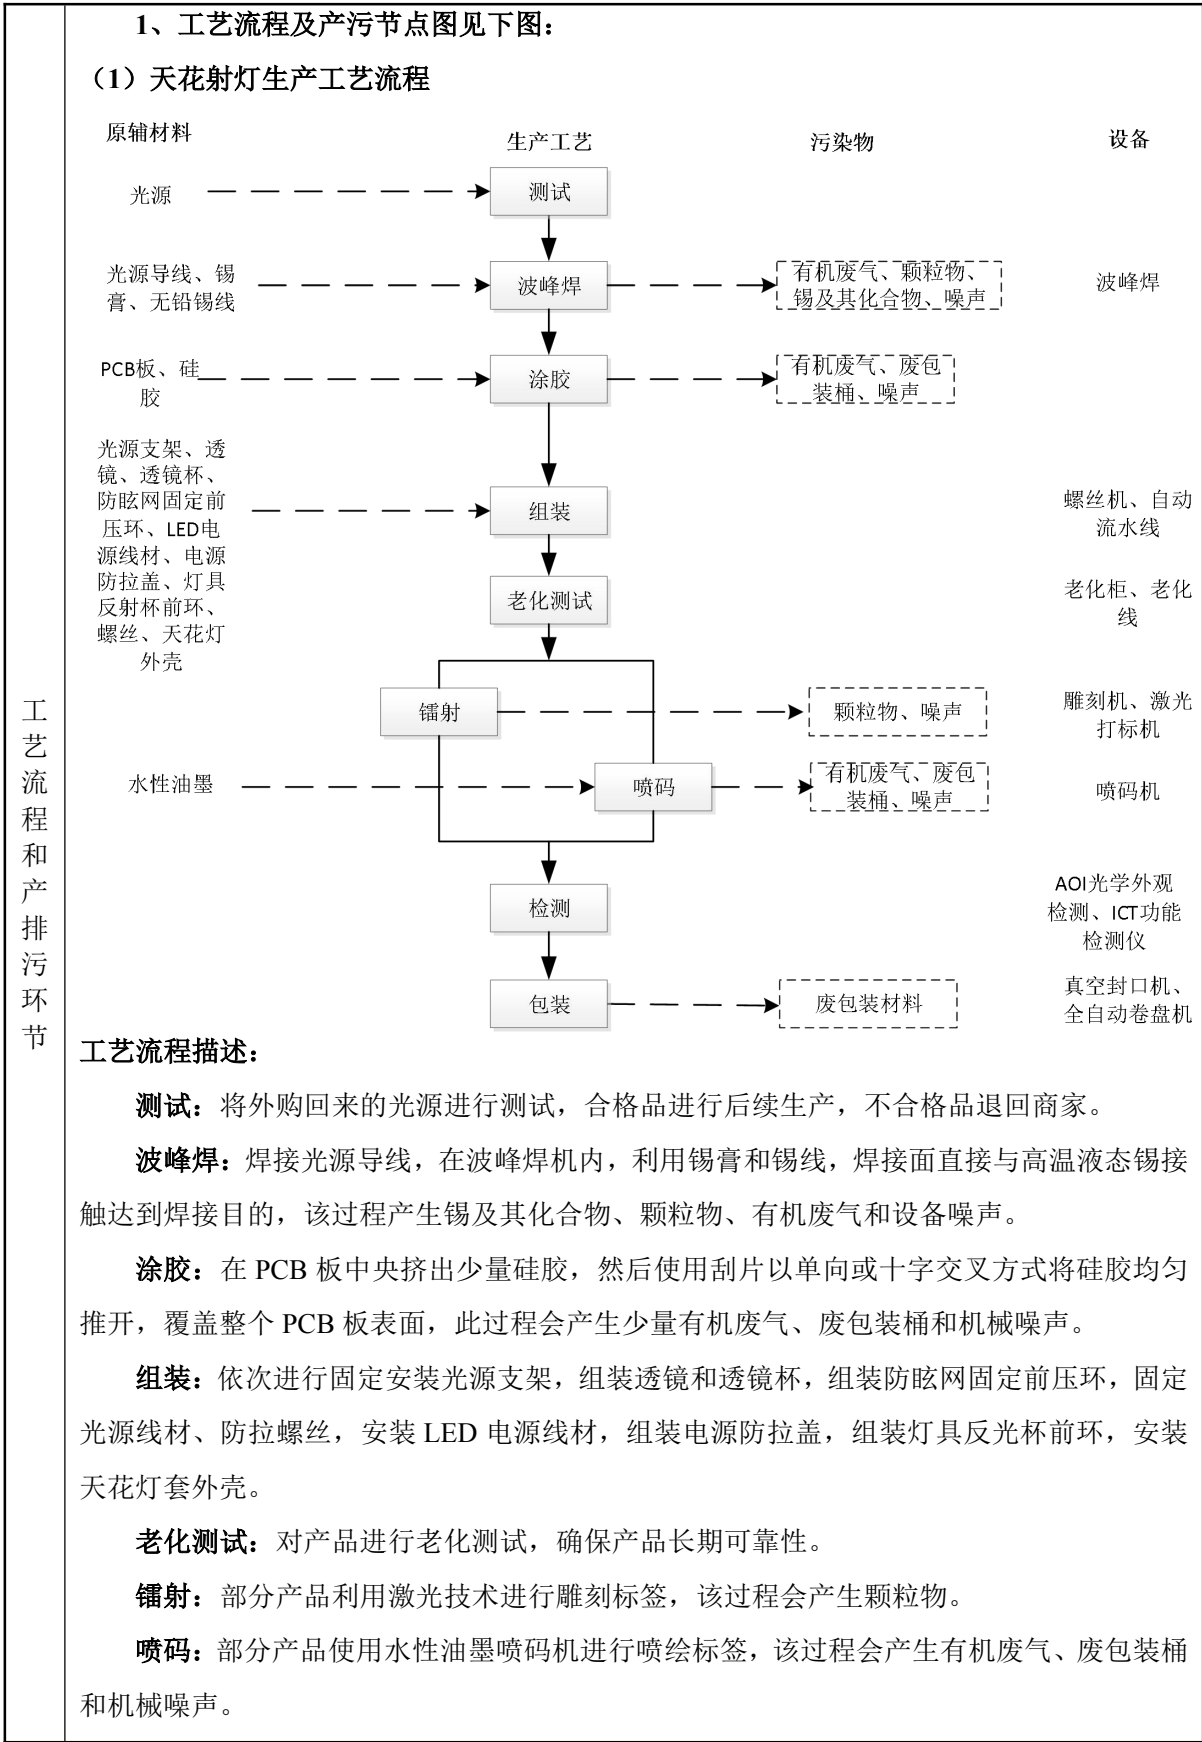 1、工艺流程及产污节点图见下图：
（1）天花射灯生产工艺流程
原辅材料
生产工艺
污染物
设备
光源
测试
光源导线、锡
膏、无铅锡线
波峰焊
有机废气、颗粒物、
锡及其化合物、噪声
波峰焊
PCB板、硅
胶
涂胶
有机废气、废包
装桶、噪声
光源支架、透
镜、透镜杯、
防眩网固定前
压环、LED电
源线材、电源
防拉盖、灯具
反射杯前环、
螺丝、天花灯
外壳
组装
螺丝机、自动
流水线
老化测试
老化柜、老化
线
镭射
颗粒物、噪声
雕刻机、激光
打标机
水性油墨
喷码
有机废气、废包
装桶、噪声
喷码机
检测
AOI光学外观
检测、ICT功能
检测仪
包装
废包装材料
真空封口机、
全自动卷盘机
工
艺
流
程
和
产
排
污
环
节
工艺流程描述：
测试：将外购回来的光源进行测试，合格品进行后续生产，不合格品退回商家。
波峰焊：焊接光源导线，在波峰焊机内，利用锡膏和锡线，焊接面直接与高温液态锡接
触达到焊接目的，该过程产生锡及其化合物、颗粒物、有机废气和设备噪声。
涂胶：在 PCB 板中央挤出少量硅胶，然后使用刮片以单向或十字交叉方式将硅胶均匀
推开，覆盖整个 PCB 板表面，此过程会产生少量有机废气、废包装桶和机械噪声。
组装：依次进行固定安装光源支架，组装透镜和透镜杯，组装防眩网固定前压环，固定
光源线材、防拉螺丝，安装 LED 电源线材，组装电源防拉盖，组装灯具反光杯前环，安装
天花灯套外壳。
老化测试：对产品进行老化测试，确保产品长期可靠性。
镭射：部分产品利用激光技术进行雕刻标签，该过程会产生颗粒物。
喷码：部分产品使用水性油墨喷码机进行喷绘标签，该过程会产生有机废气、废包装桶
和机械噪声。